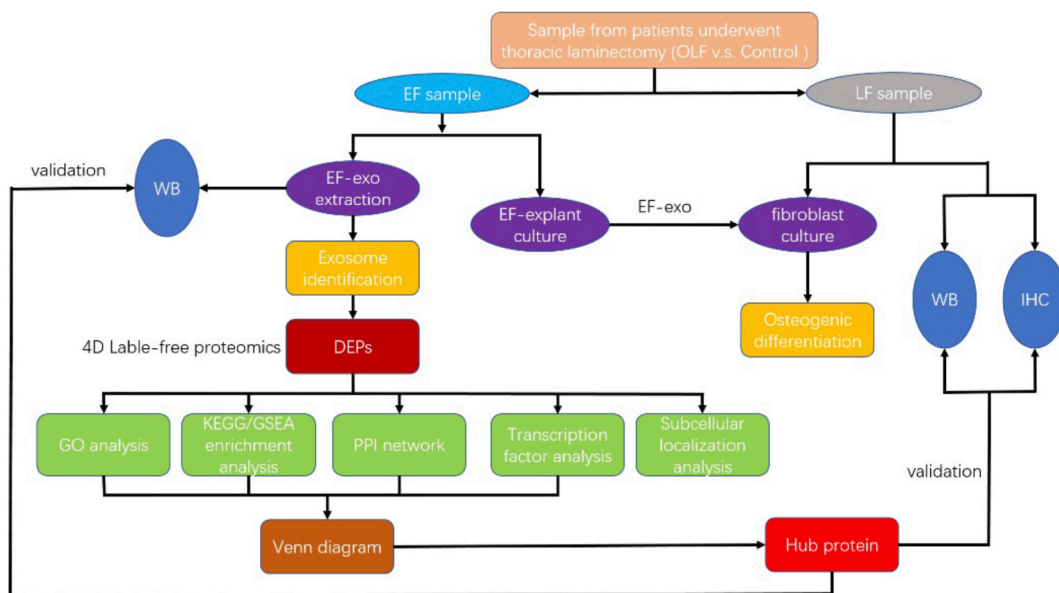 Sample from patients underwent
thoracic laminectomy (OLF v.s. Control )
EF sample
LF sample
validation
WB
EF-exo
extraction
EF-explant
culture
EF-exo
fibroblast
culture
Exosome
identification
WB
IHC
4D Lable-free proteomics
DEPs
Osteogenic
differentiation
GO analysis
KEGG/GSEA
enrichment
analysis
PPI network
Transcription
factor analysis
Subcellular
localization
analysis
validation
Venn diagram
Hub protein